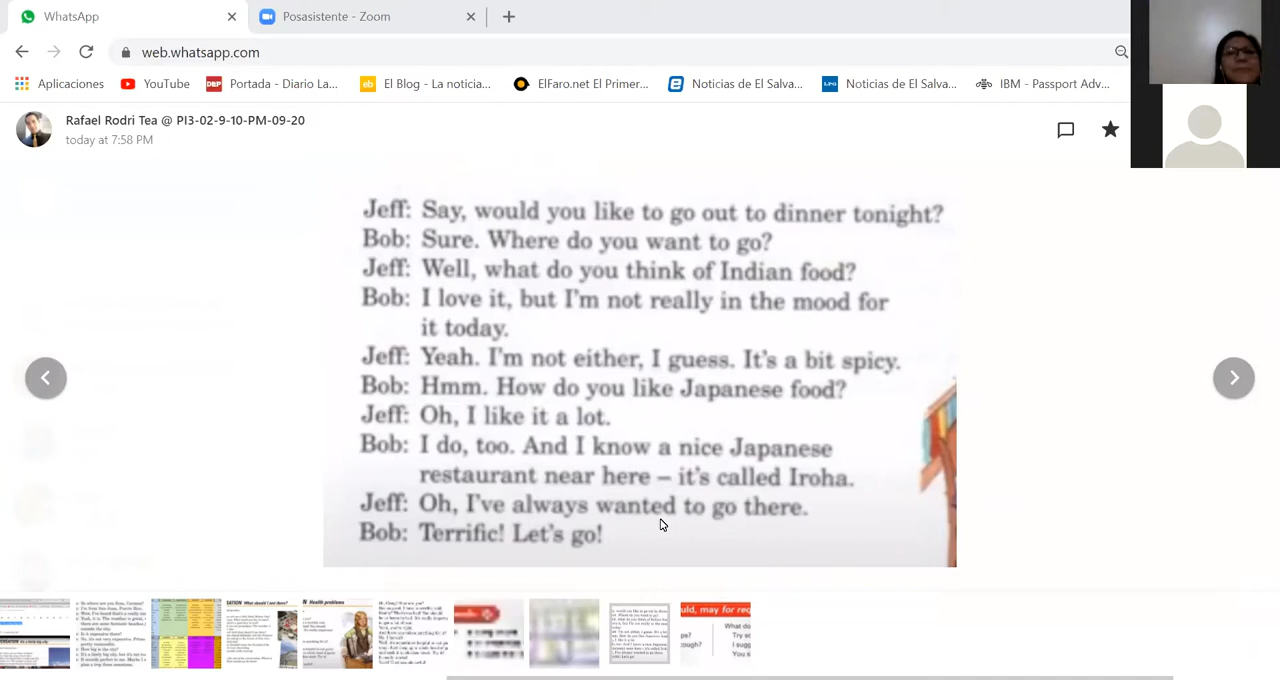 WhatsApp
Posasistente - Zoom
web.whatsapp.com
Aplicaciones
YouTube
Portada - Diario La...
El Blog - La noticia...
ElFaro.net El Primer...
Noticias de El Salva...
Noticias de El Salva...
IBM - Passport Adv...
Rafael Rodri Tea @ PI3-02-9-10-PM-09-20
today at 7:58 PM
Jeff: Say, would you like to go out to dinner tonight?
Bob: Sure. Where do you want to go?
Jeff: Well, what do you think of Indian food?
Bob: I love it, but I'm not really in the mood for
it today.
Jeff: Yeah. I'm not either, I guess. It's a bit spicy.
Bob: Hmm. How do you like Japanese food?
Jeff: Oh, I like it a lot.
Bob: I do, too. And I know a nice Japanese
restaurant near here – it's called Iroha.
Jeff: Oh, I've always wanted to go there.
Bob: Terrific! Let's go!